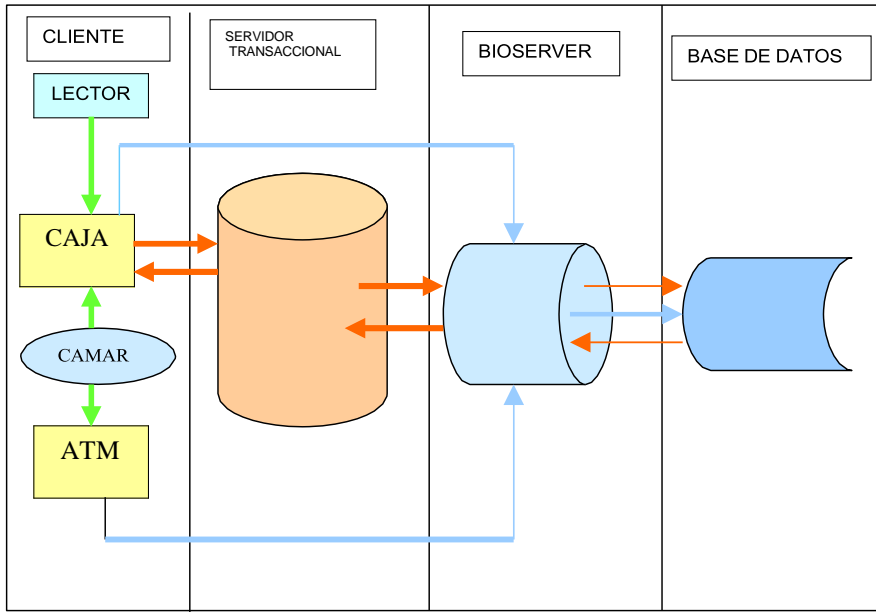 CLIENTE
SERVIDOR
TRANSACCIONAL
BIOSERVER
BASE DE DATOS
LECTOR
CAJA
CAMAR
ATM